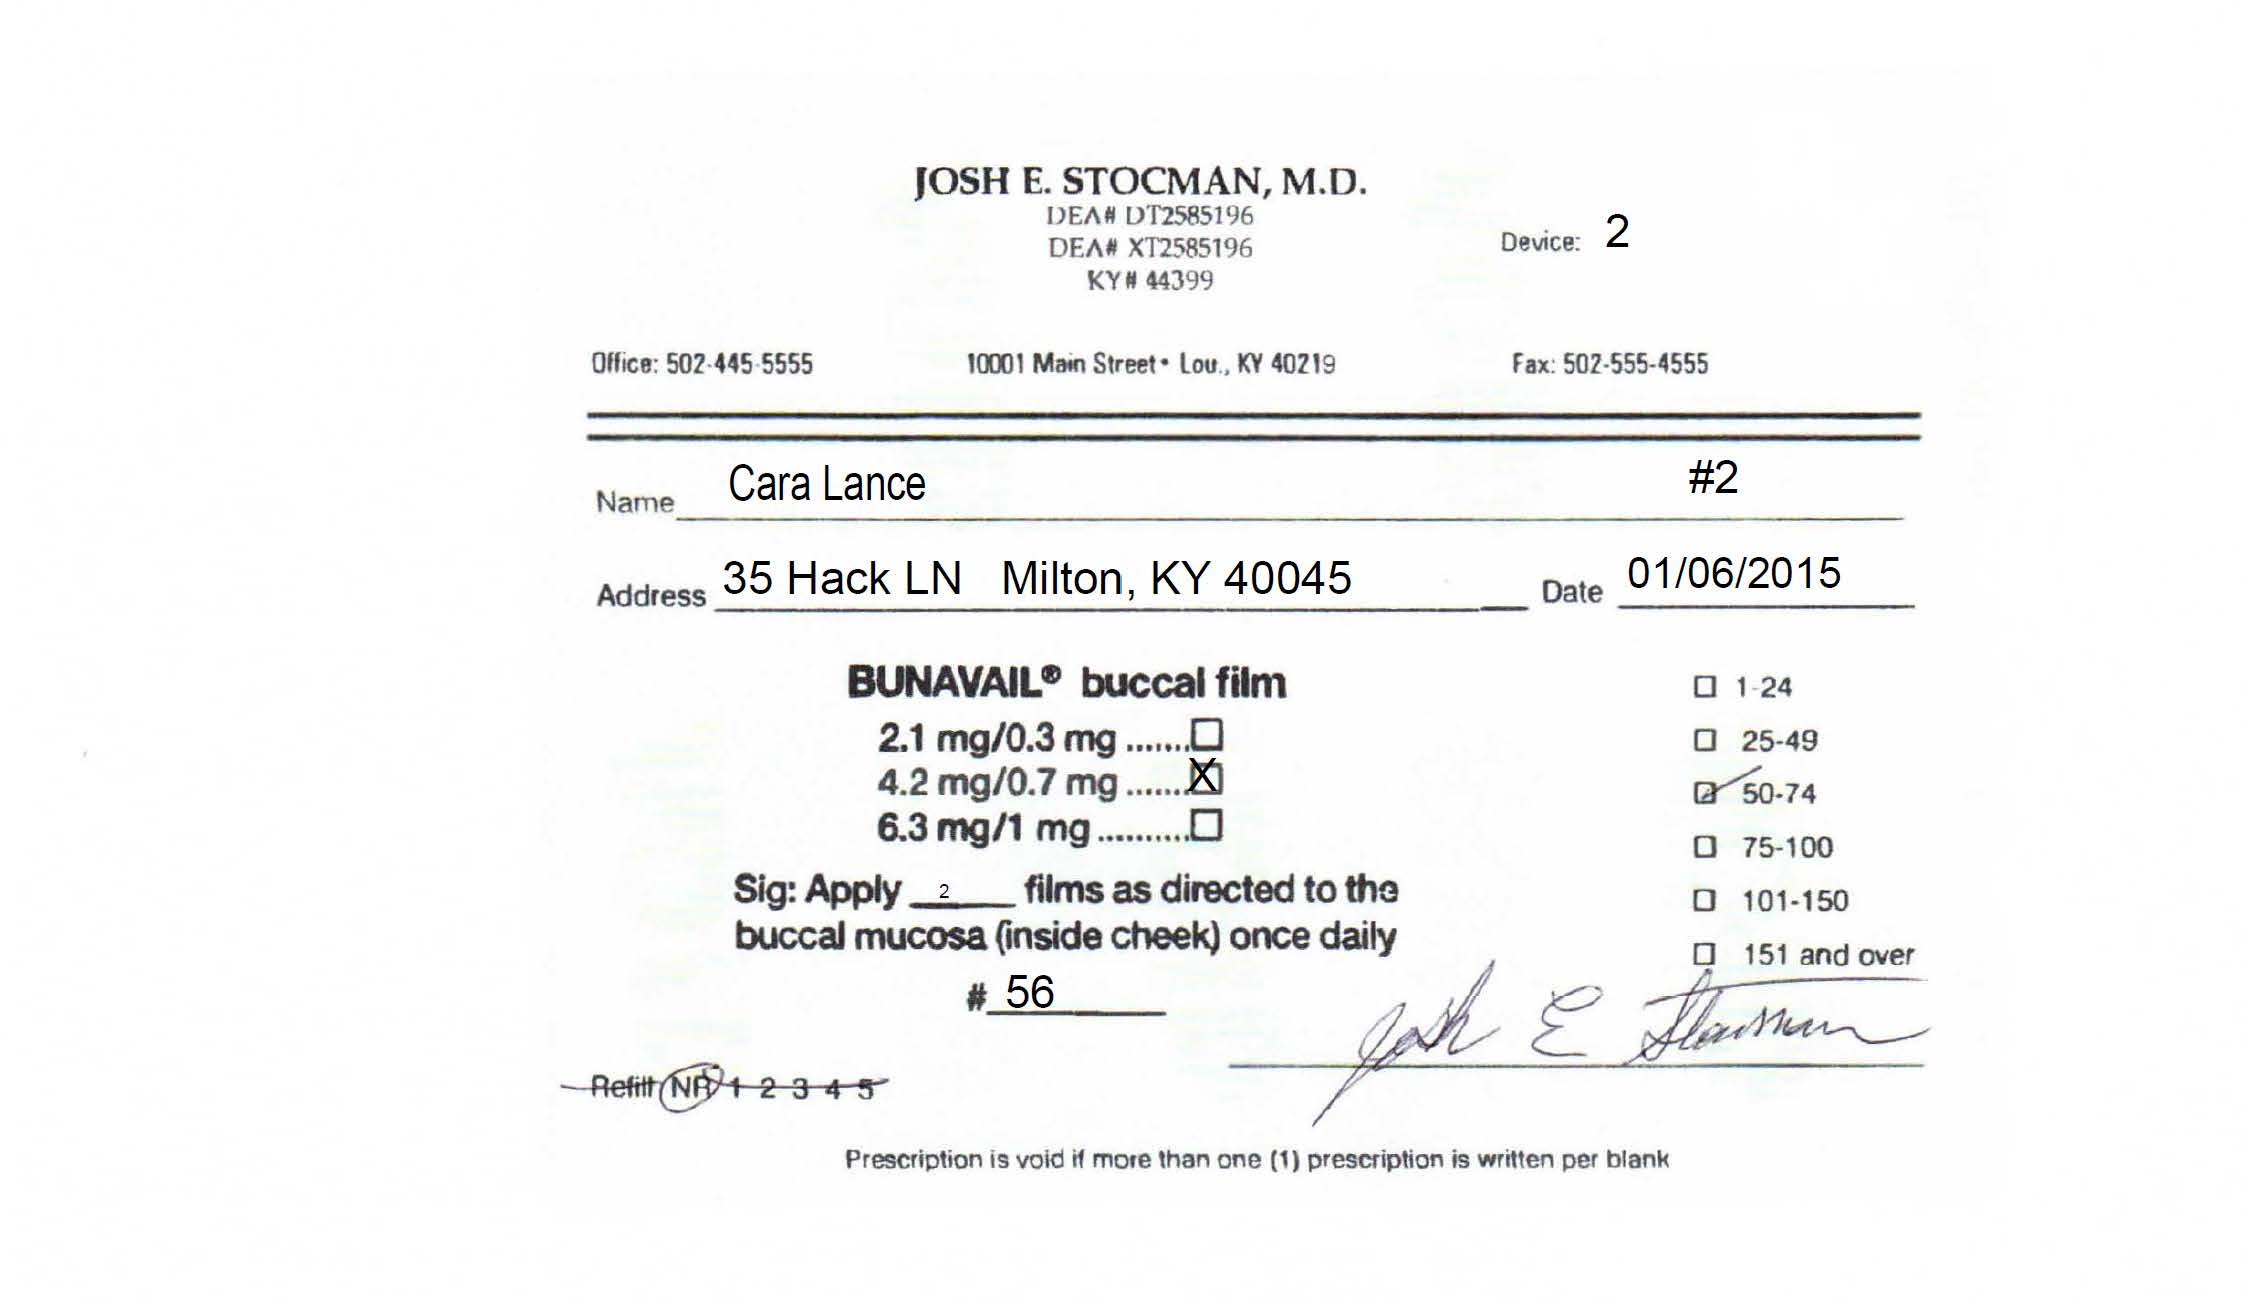 JOSH E. STOCMAN, M.D.
DEA# DT2585196
DEA# XT2585196
KY# 44399
Device: 2
Office: 502-445-5555 10001 Main Street • Lou., KY 40219 Fax: 502-555-4555
Name Cara Lance #2
Address 35 Hack LN Milton, KY 40045 Date 01/06/2015
BUNAVAIL® buccal film
2.1 mg/0.3 mg .......☐
4.2 mg/0.7 mg .......☒
6.3 mg/1 mg ..........☐
Sig: Apply 2 films as directed to the
buccal mucosa (inside cheek) once daily
# 56
☐ 1-24
☐ 25-49
☑ 50-74
☐ 75-100
☐ 101-150
☐ 151 and over
Josh E Stocman
Refill NR 1 2 3 4 5
Prescription is void if more than one (1) prescription is written per blank